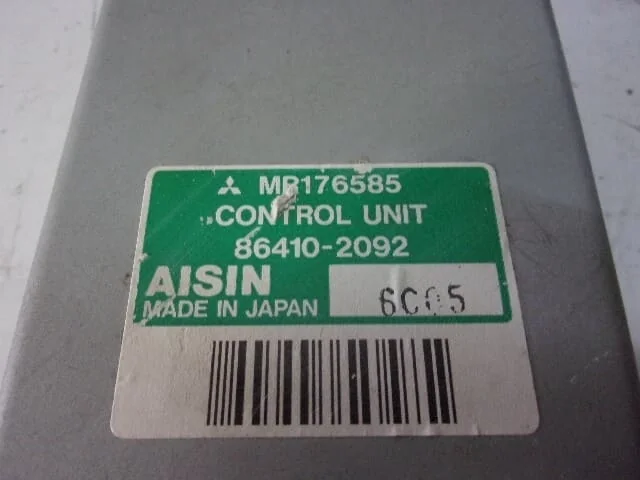 MR176585
CONTROL UNIT
86410-2092
AISIN
MADE IN JAPAN
6C05